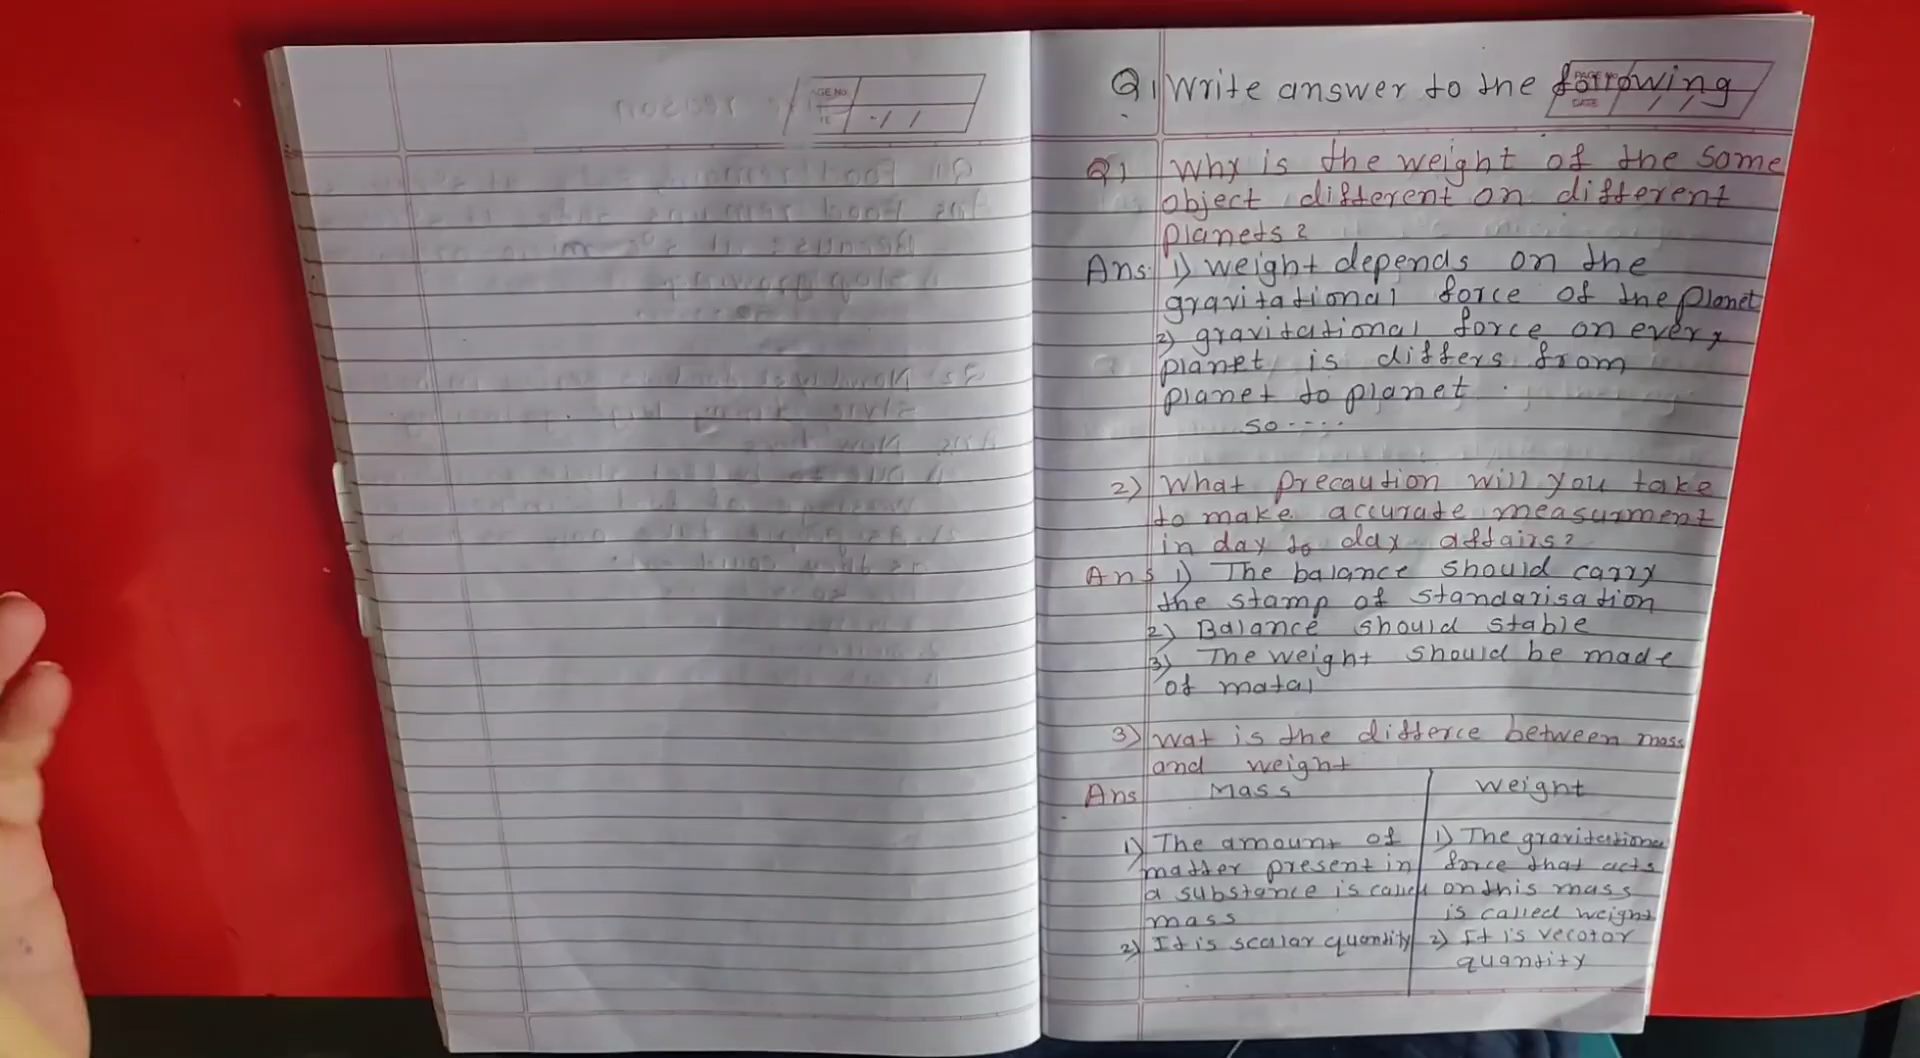 Q1 Write answer to the following
Q1 Why is the weight of the some
object different on different
planets?
Ans: 1) weight depends on the
gravitational force of the planet
2) gravitational force on every
planet is differs from
planet to planet
so....
2) What precaution will you take
to make accurate measurment
in day to day affairs?
Ans 1) The balance should carry
the stamp of standarisation
2) Balance should stable
3) The weight should be made
of matal
3) Wat is the differce between mass
and weight
Ans Mass Weight
1) The amount of
matter present in
a substance is called
mass
2) It is scalar quantity
1) The gravitationa
force that acts
on this mass
is called weight
2) It is vecotor
quantity